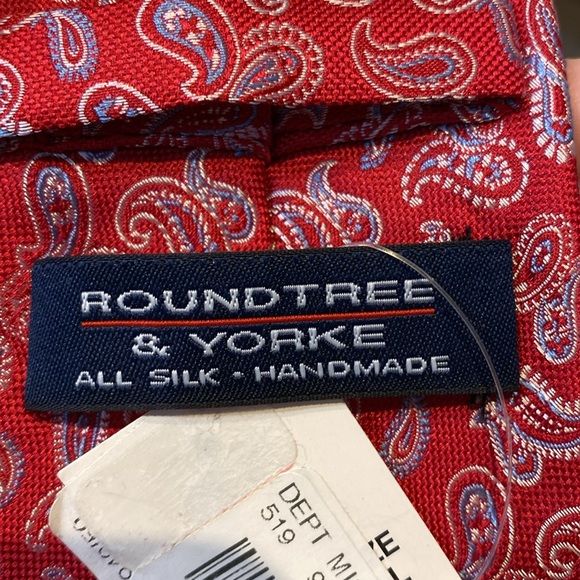 ROUNDTREE
& YORKE
ALL SILK - HANDMADE
DEPT
519